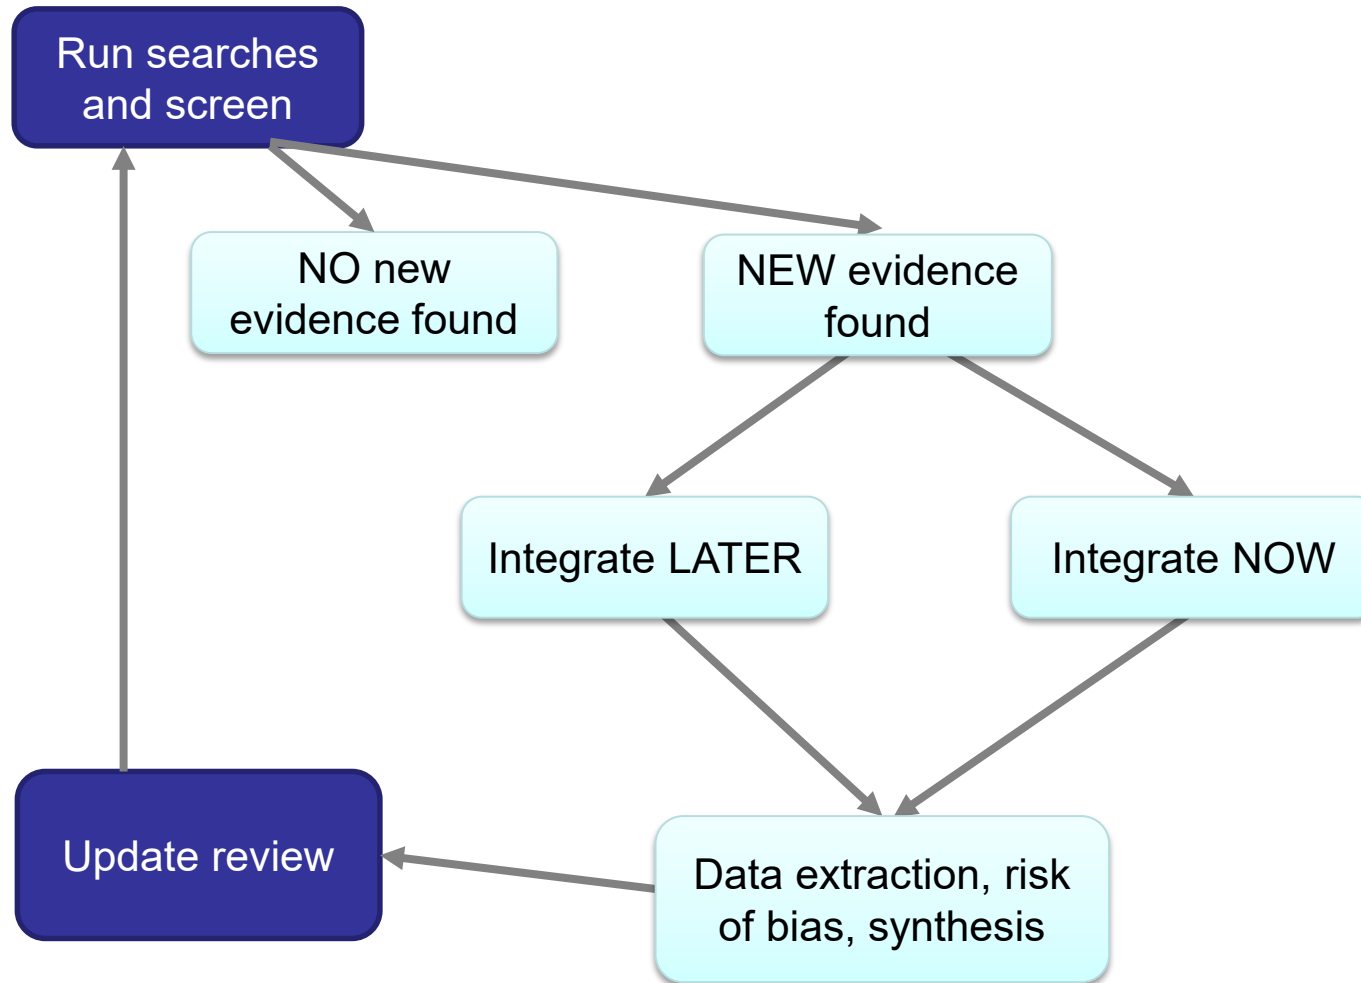 Run searches
and screen
NO new
evidence found
NEW evidence
found
Integrate LATER
Integrate NOW
Update review
Data extraction, risk
of bias, synthesis